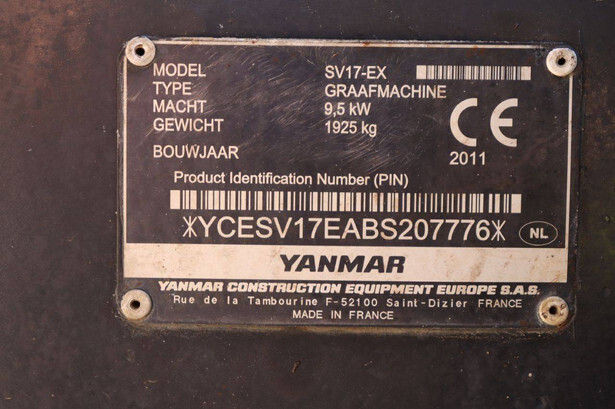 MODEL SV17-EX
TYPE GRAAFMACHINE
MACHT 9,5 kW
GEWICHT 1925 kg
CE
BOUWJAAR 2011
Product Identification Number (PIN)
*YCESV17EABS207776*
NL
YANMAR
YANMAR CONSTRUCTION EQUIPMENT EUROPE S.A.S.
Rue de la Tambourine F-52100 Saint-Dizier FRANCE
MADE IN FRANCE